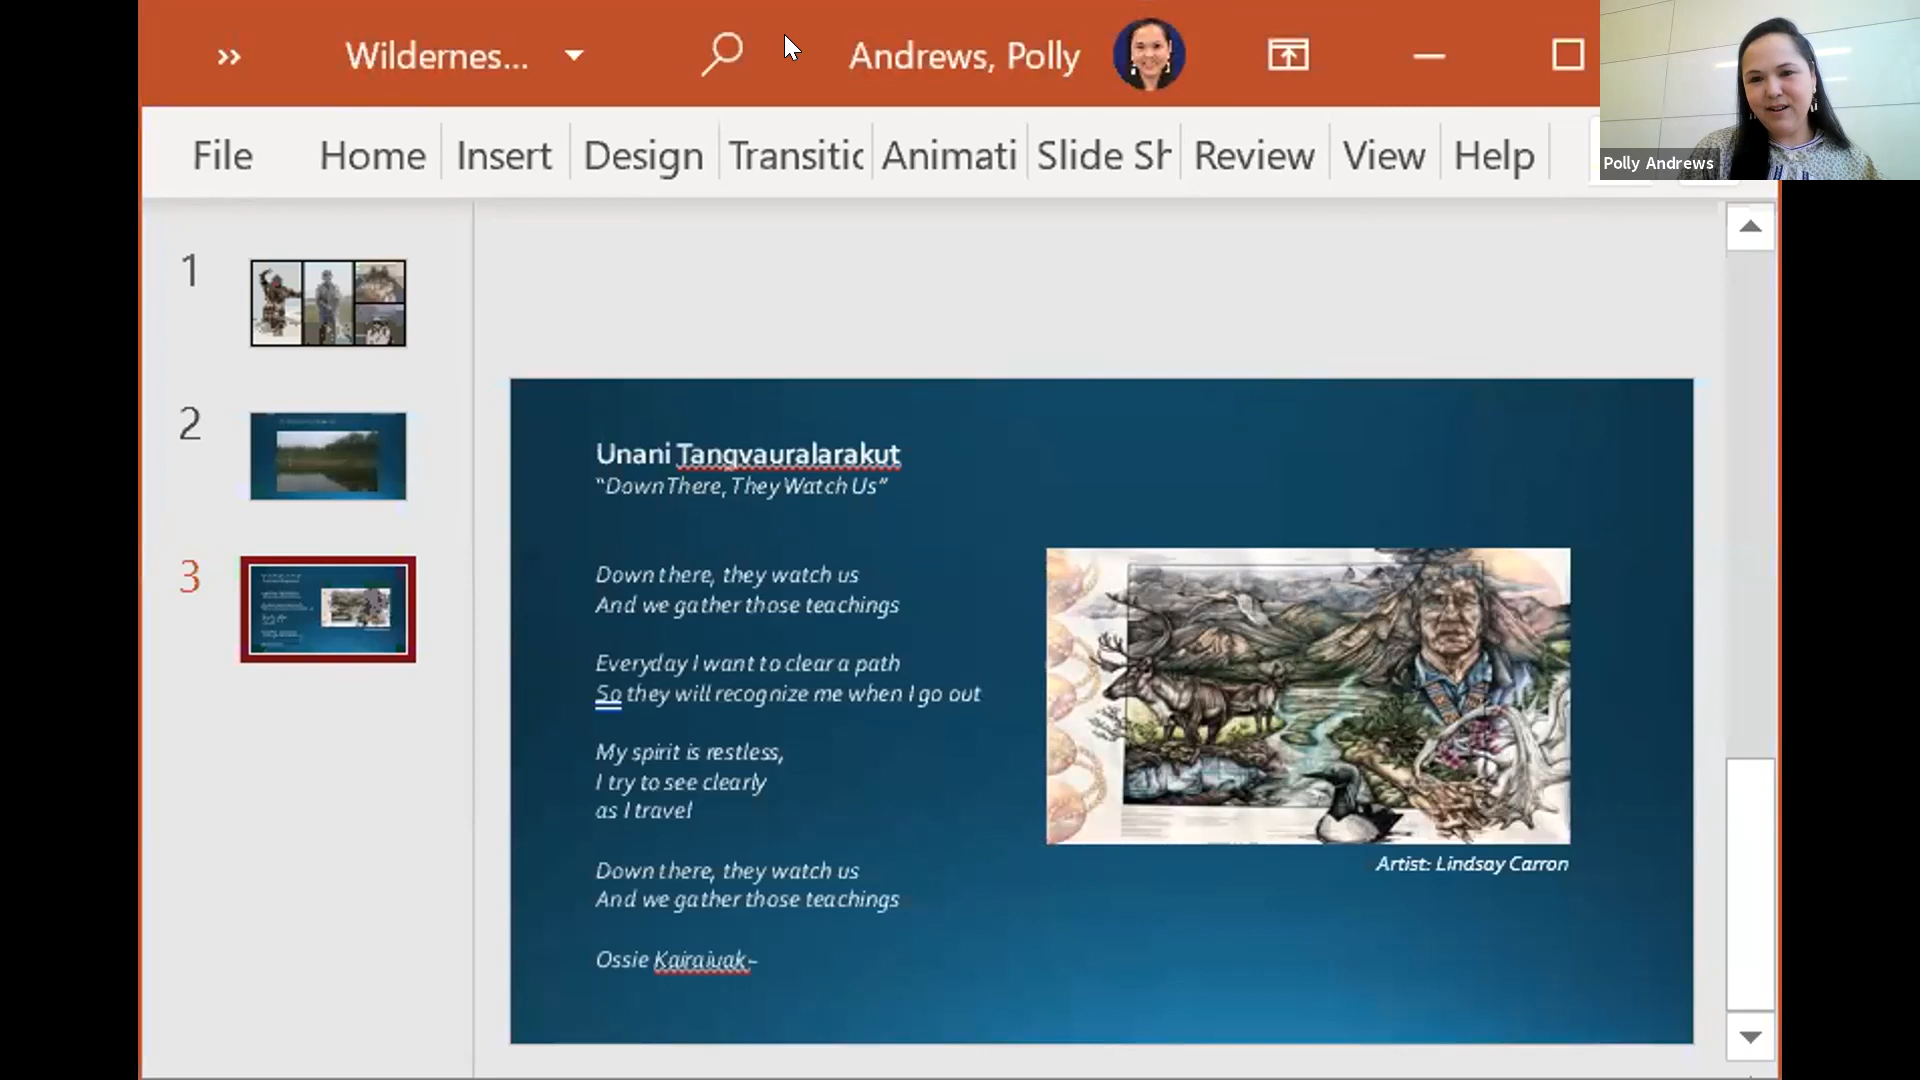 Wildernes...
Andrews, Polly
Polly Andrews
File Home Insert Design Transitic Animati Slide Sh Review View Help
1
2
3
Unani Tangvauralarakut
"Down There, They Watch Us"
Down there, they watch us
And we gather those teachings
Everyday I want to clear a path
So they will recognize me when I go out
My spirit is restless,
I try to see clearly
as I travel
Down there, they watch us
And we gather those teachings
Ossie Kairaiuak-
Artist: Lindsay Carron